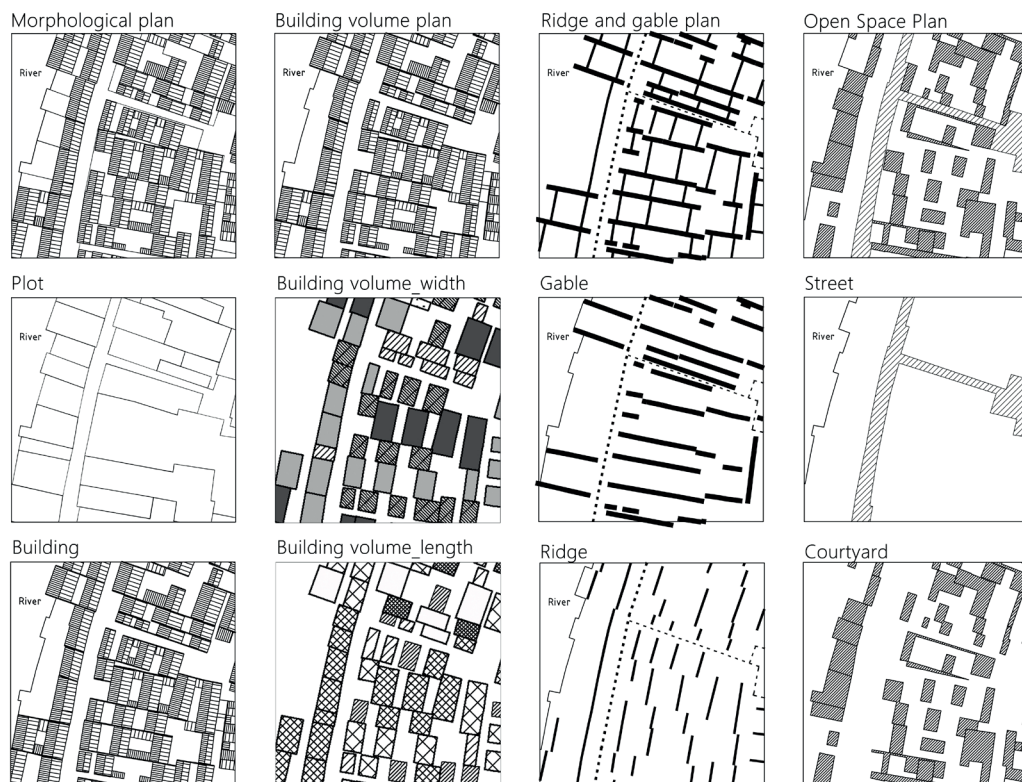 Morphological plan
Building volume plan
Ridge and gable plan
Open Space Plan
River
River
River
River
Plot
Building volume_width
Gable
Street
River
River
River
Building
Building volume_length
Ridge
Courtyard
River
River
River